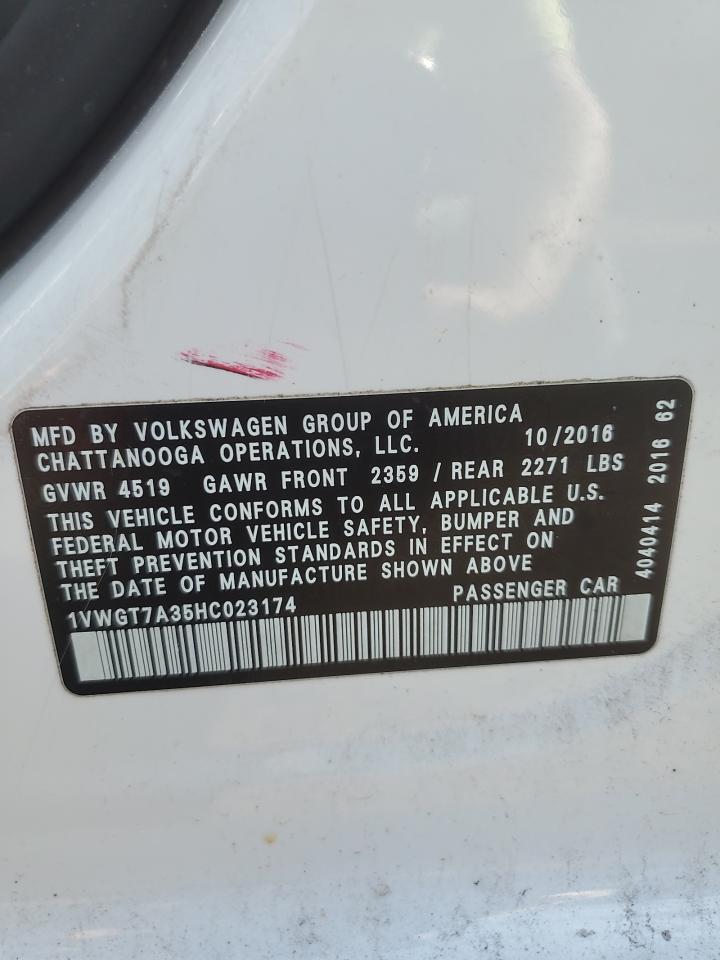 MFD BY VOLKSWAGEN GROUP OF AMERICA
CHATTANOOGA OPERATIONS, LLC. 10/2016
GVWR 4519 GAWR FRONT 2359 / REAR 2271 LBS
THIS VEHICLE CONFORMS TO ALL APPLICABLE U.S.
FEDERAL MOTOR VEHICLE SAFETY, BUMPER AND
THEFT PREVENTION STANDARDS IN EFFECT ON
THE DATE OF MANUFACTURE SHOWN ABOVE
1VWGT7A35HC023174 PASSENGER CAR
4040414 2016 62